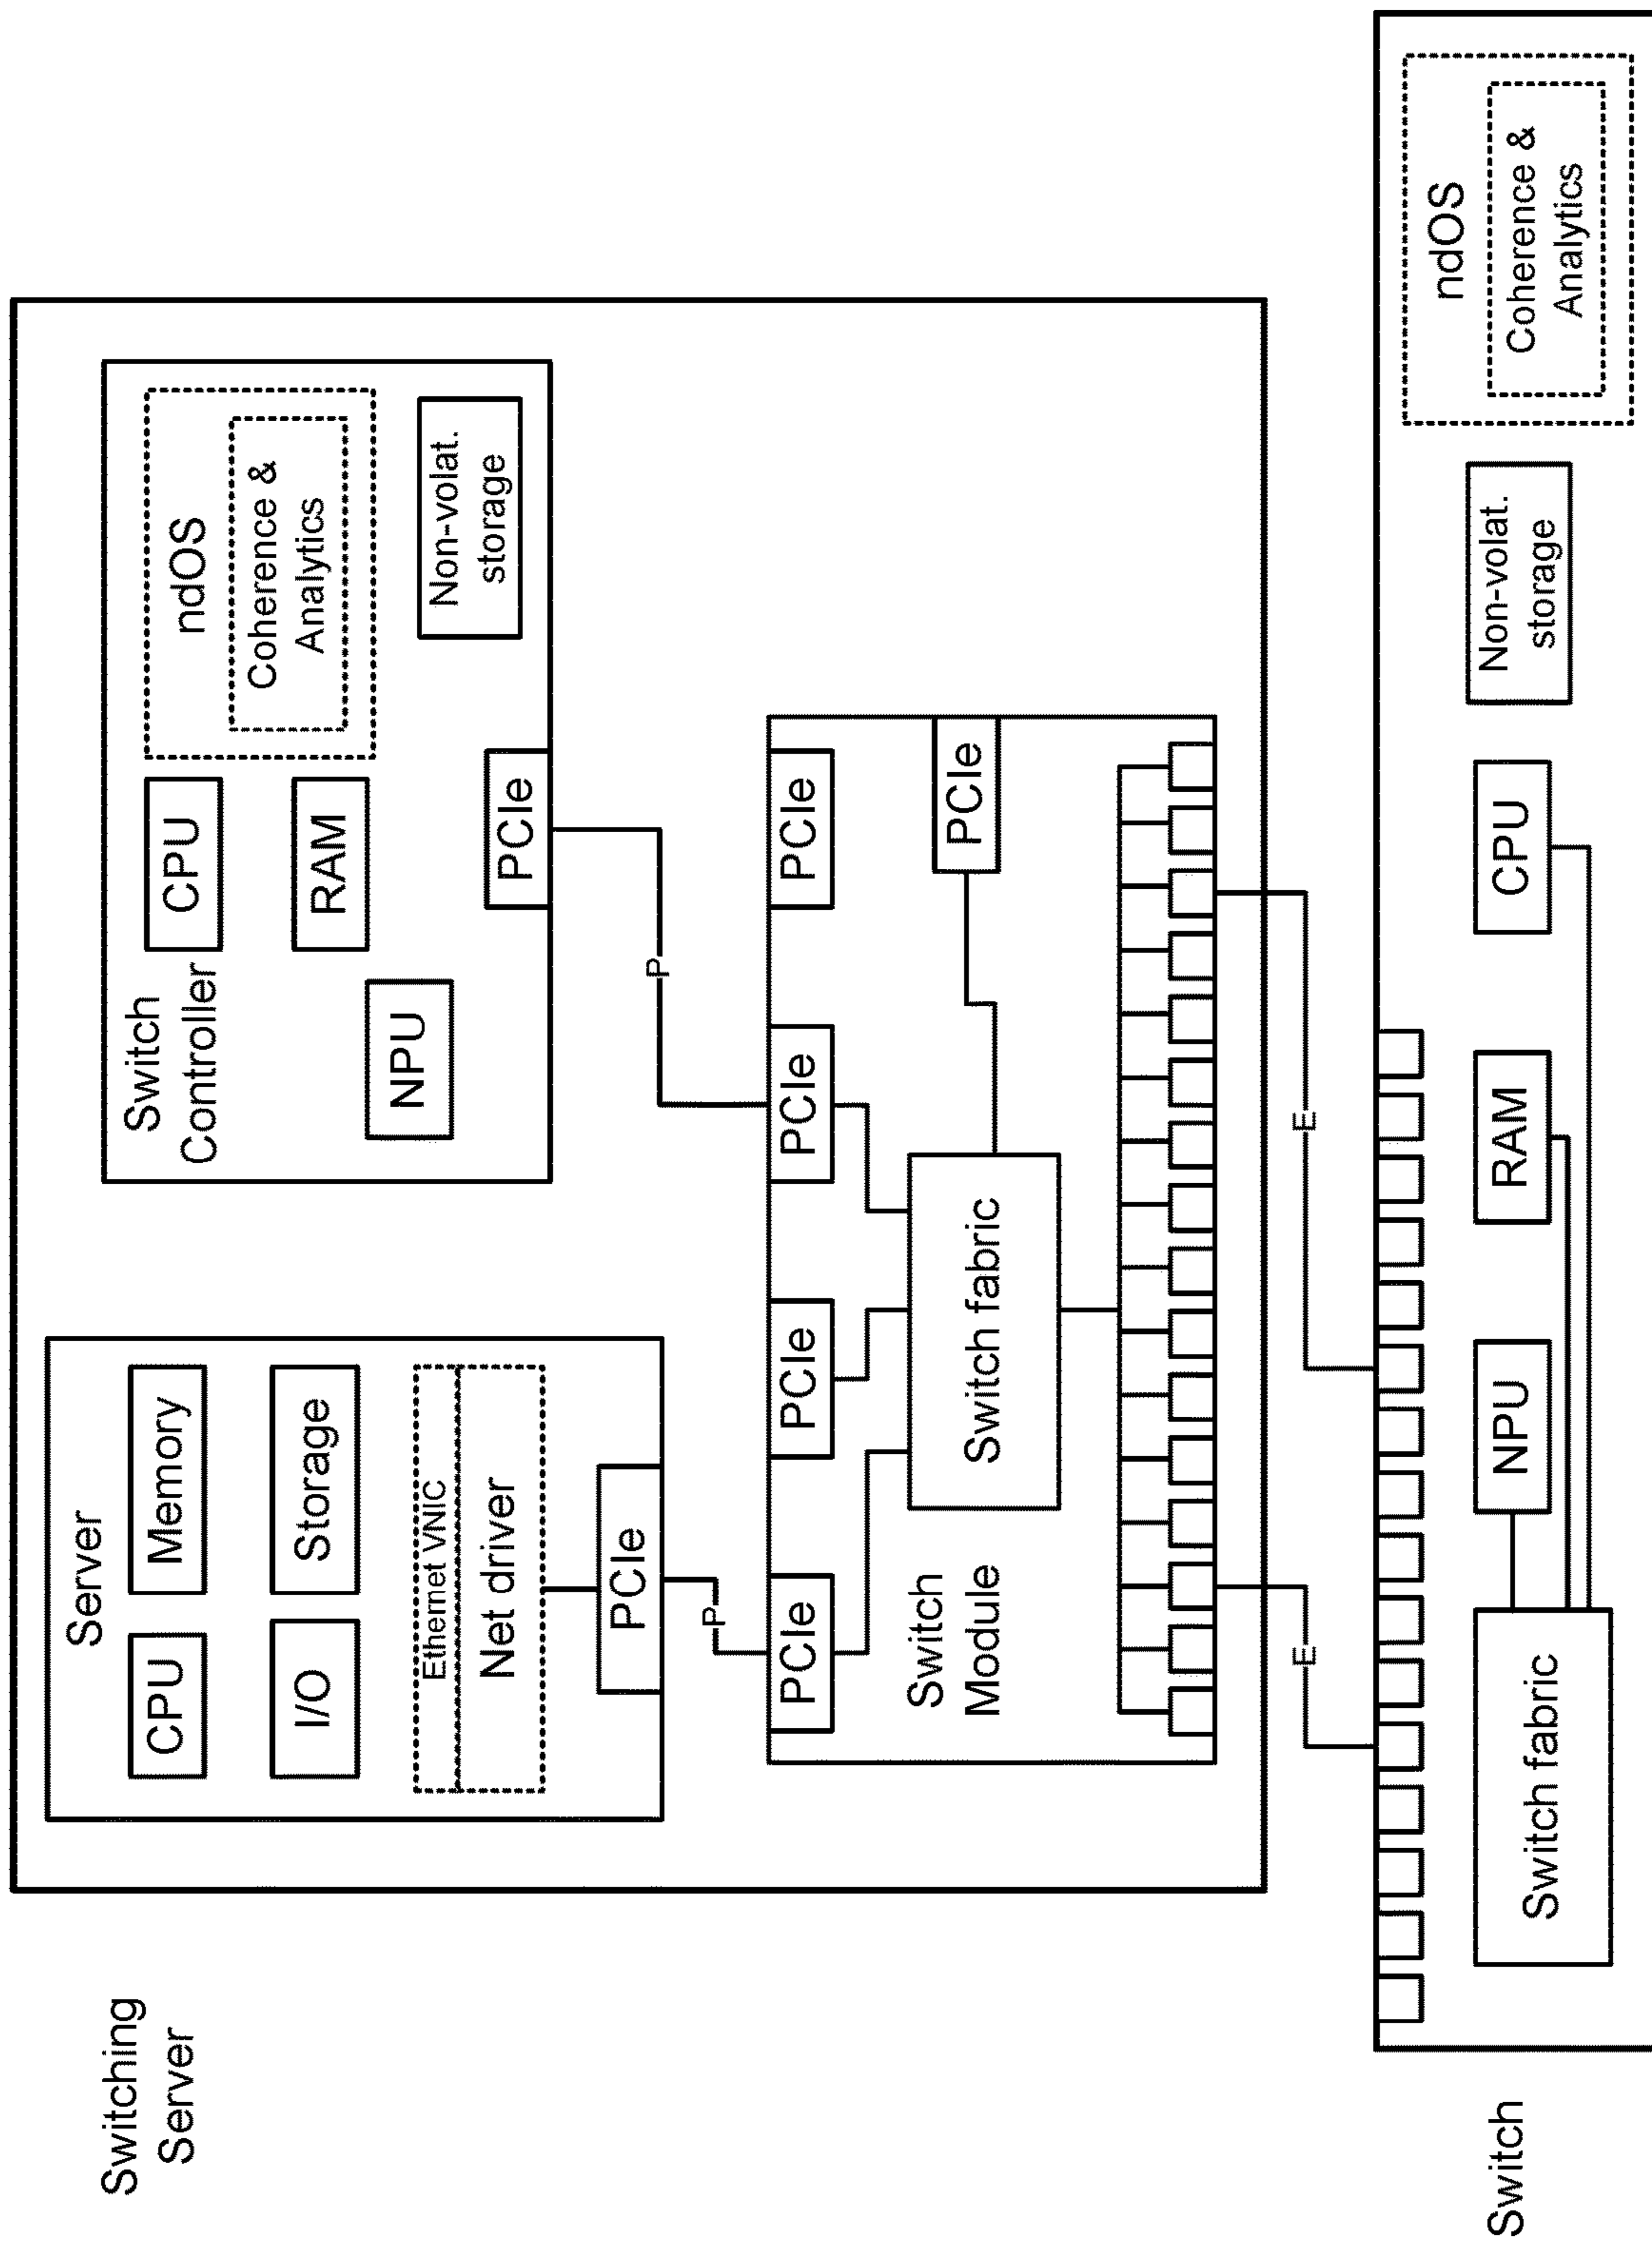 Switching
Server
Server
CPU
Memory
I/O
Storage
Ethernet VNIC
Net driver
PCIe
P
Switch
Controller
CPU
NPU
RAM
ndOS
Coherence &
Analytics
Non-volat.
storage
PCIe
P
PCIe
PCIe
PCIe
PCIe
Switch
Module
Switch fabric
PCIe
E
E
Switch
Switch fabric
NPU
RAM
CPU
Non-volat.
storage
ndOS
Coherence &
Analytics